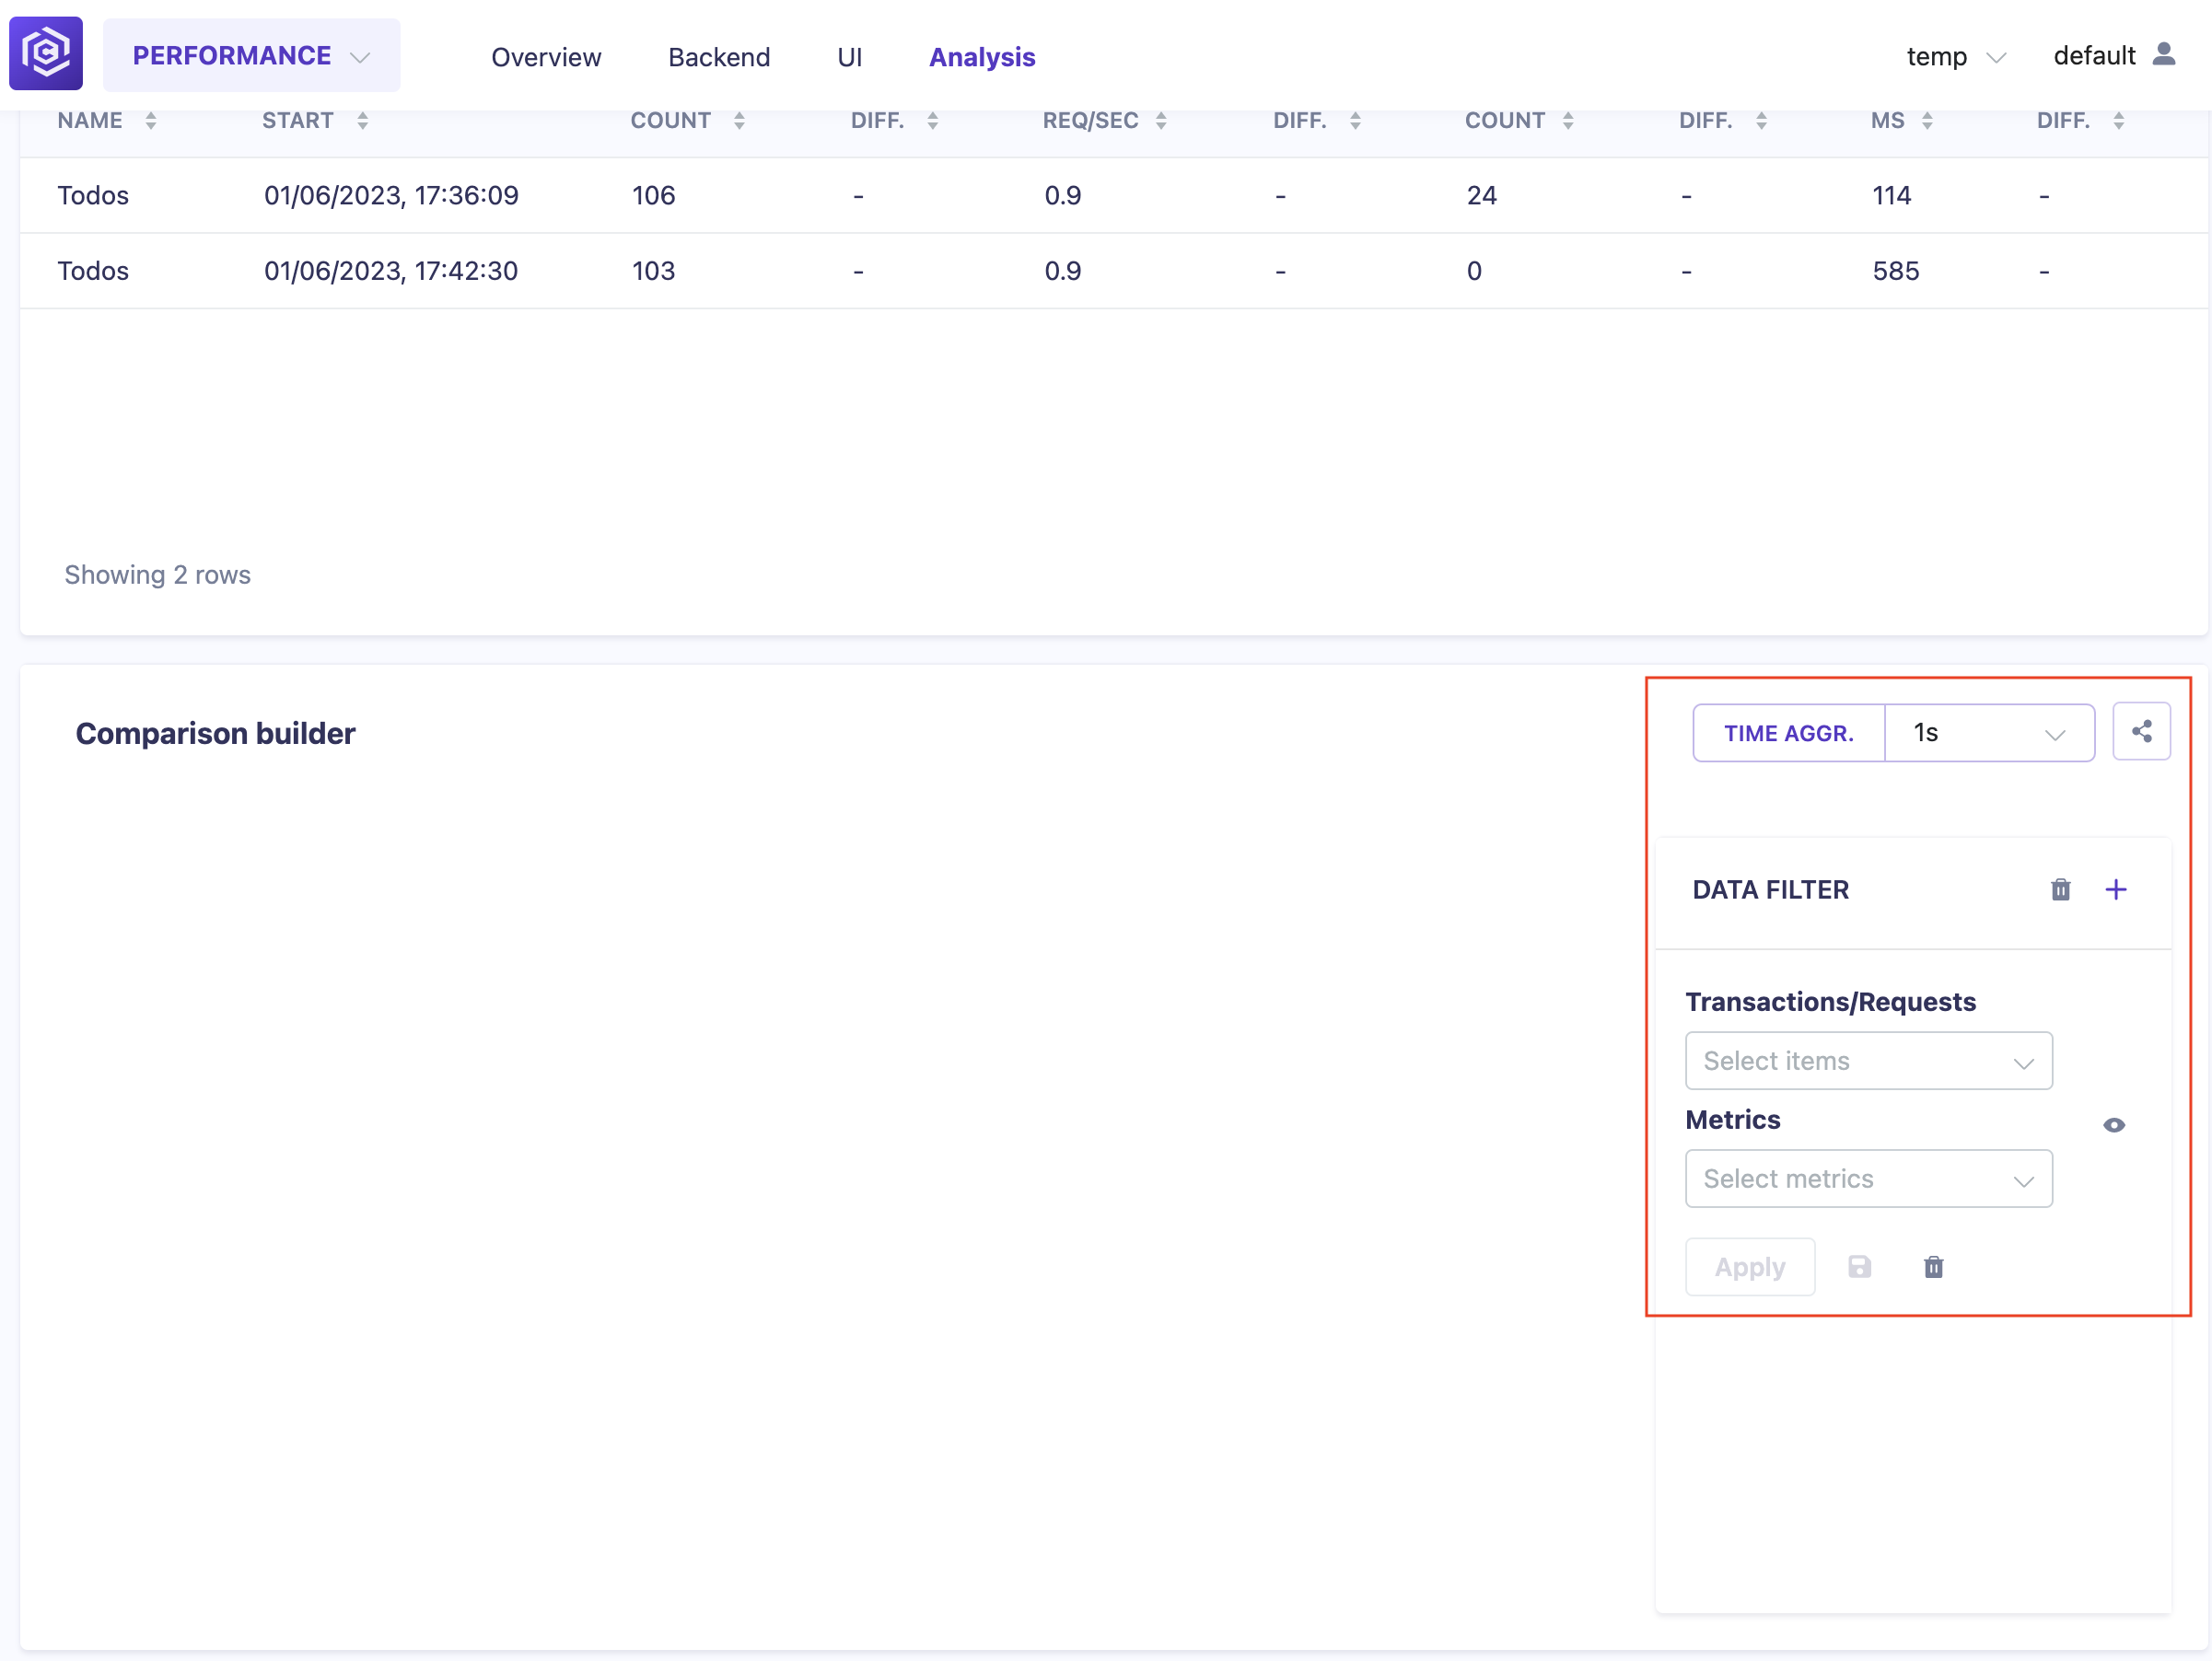 PERFORMANCE Overview Backend UI Analysis temp default
NAME START COUNT DIFF. REQ/SEC DIFF. COUNT DIFF. MS DIFF.
Todos 01/06/2023, 17:36:09 106 - 0.9 - 24 - 114 -
Todos 01/06/2023, 17:42:30 103 - 0.9 - 0 - 585 -
Showing 2 rows
Comparison builder
TIME AGGR. 1s
DATA FILTER
Transactions/Requests
Select items
Metrics
Select metrics
Apply